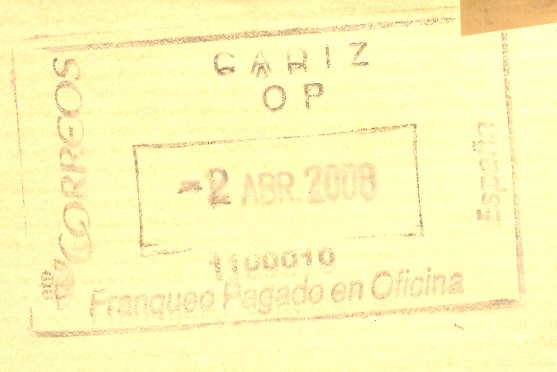 CADIZ
OP
CORREOS
-2 ABR. 2008
España
1100010
Franqueo Pagado en Oficina